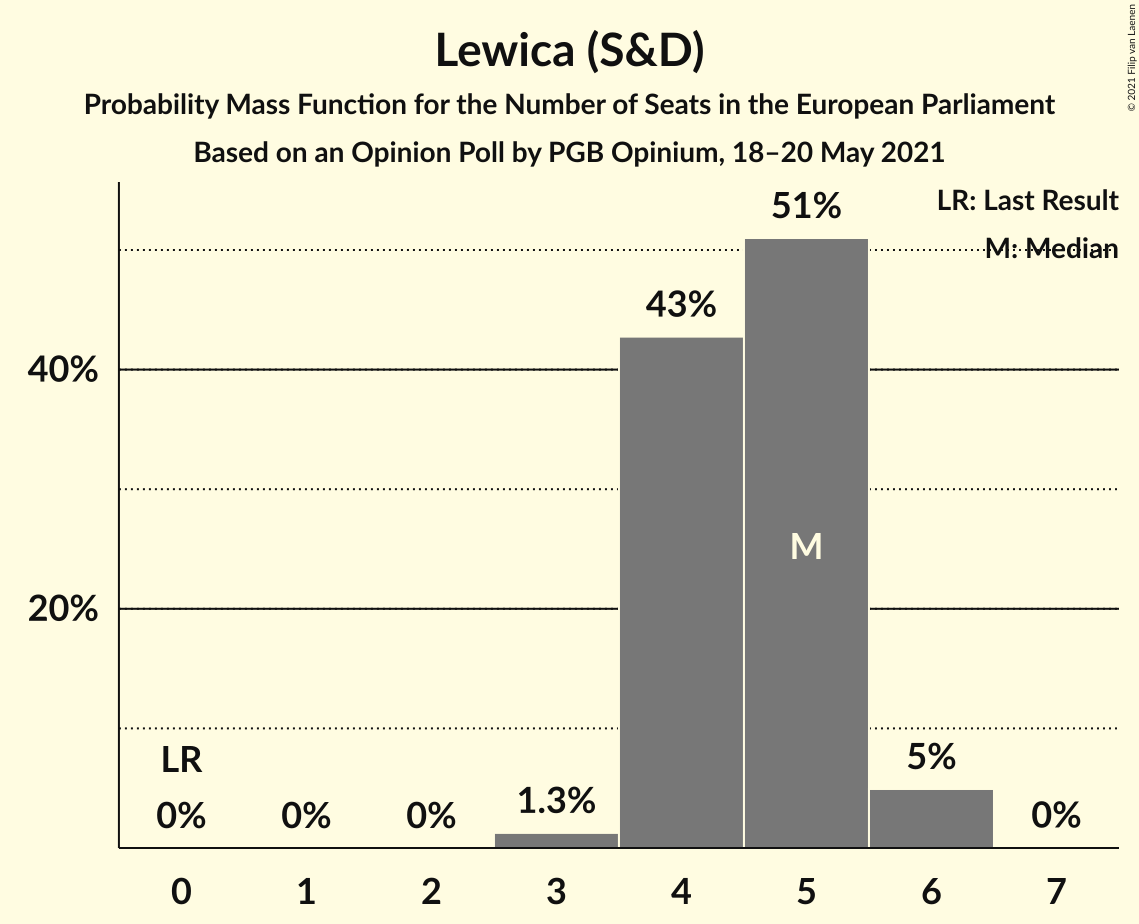 Lewica (S&D)
Probability Mass Function for the Number of Seats in the European Parliament
Based on an Opinion Poll by PGB Opinium, 18–20 May 2021
© 2021 Filip van Laenen
LR: Last Result
M: Median
51%
43%
40%
M
20%
LR
5%
1.3%
0% 0% 0% 0%
0 1 2 3 4 5 6 7